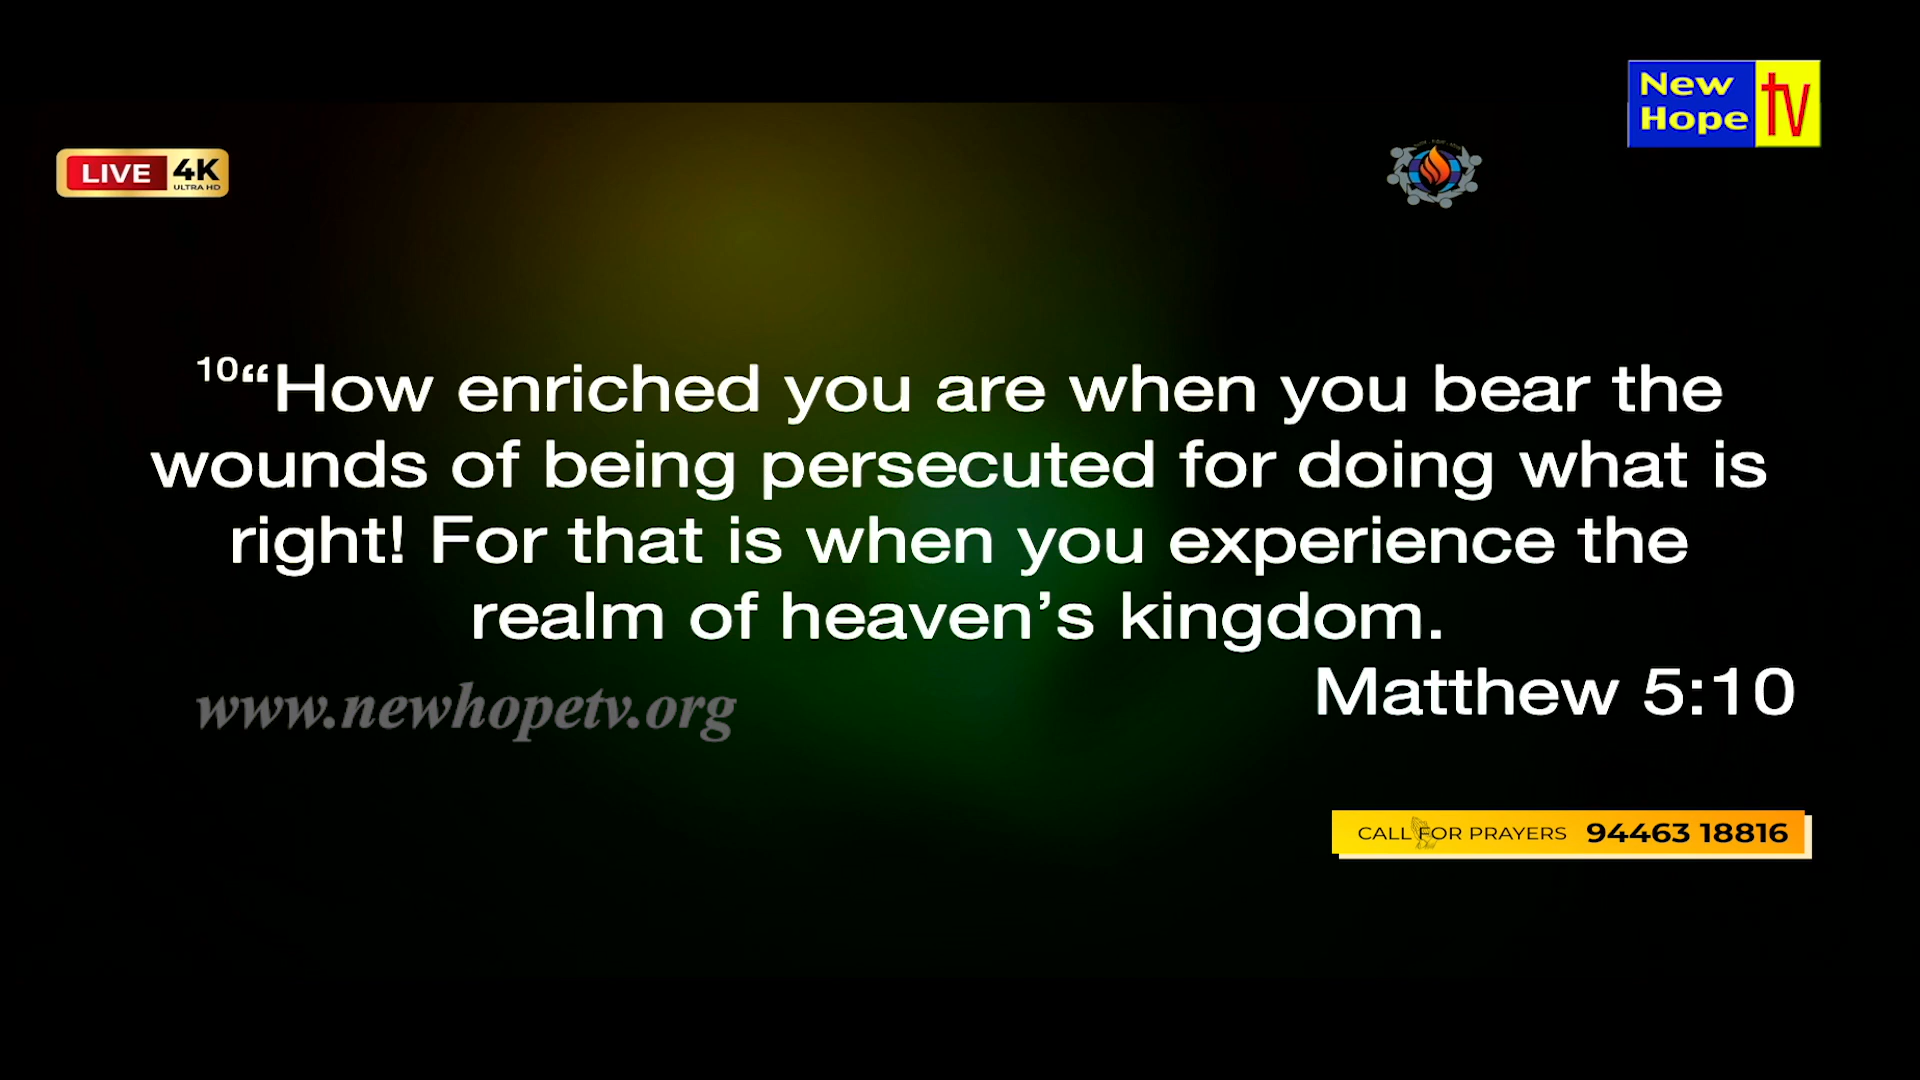 New
Hope
tv
LIVE 4K
ULTRA HD
10“How enriched you are when you bear the
wounds of being persecuted for doing what is
right! For that is when you experience the
realm of heaven’s kingdom.
Matthew 5:10
www.newhopetv.org
CALL FOR PRAYERS 94463 18816